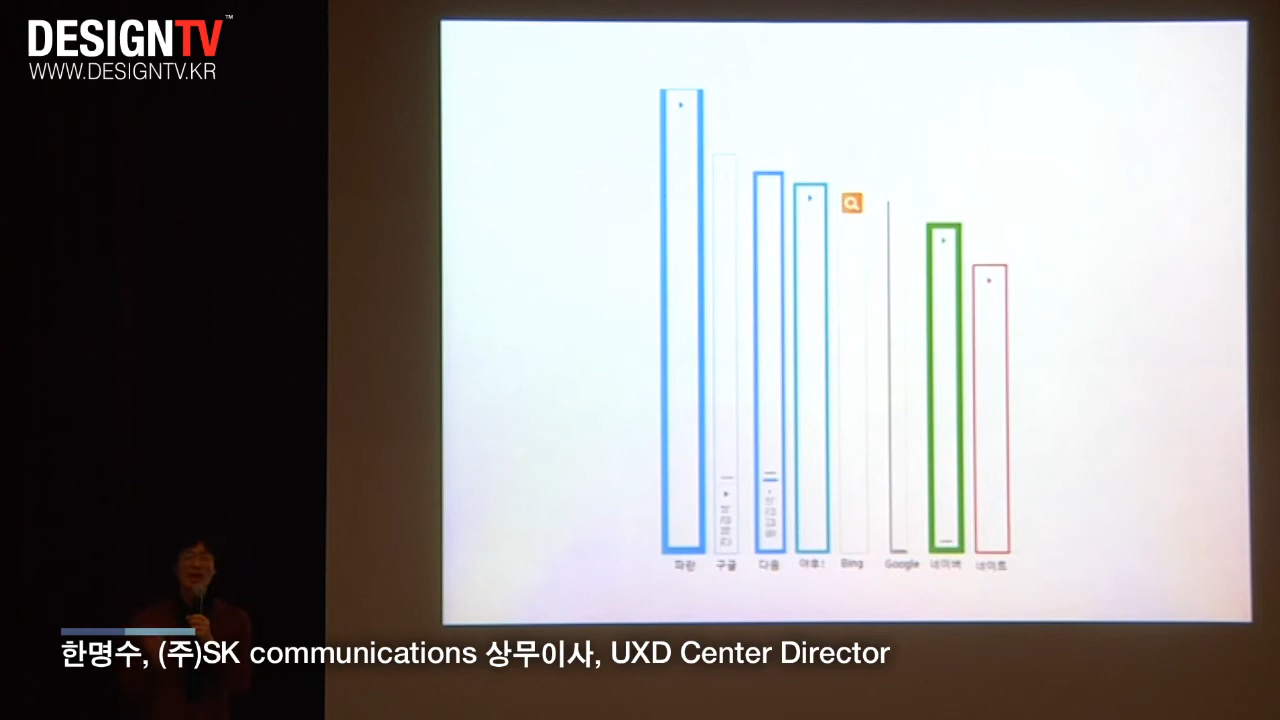 DESIGNTV™
WWW.DESIGNTV.KR
파란 구글 다음 야후! Bing Google 네이버 네이트
한명수, (주)SK communications 상무이사, UXD Center Director